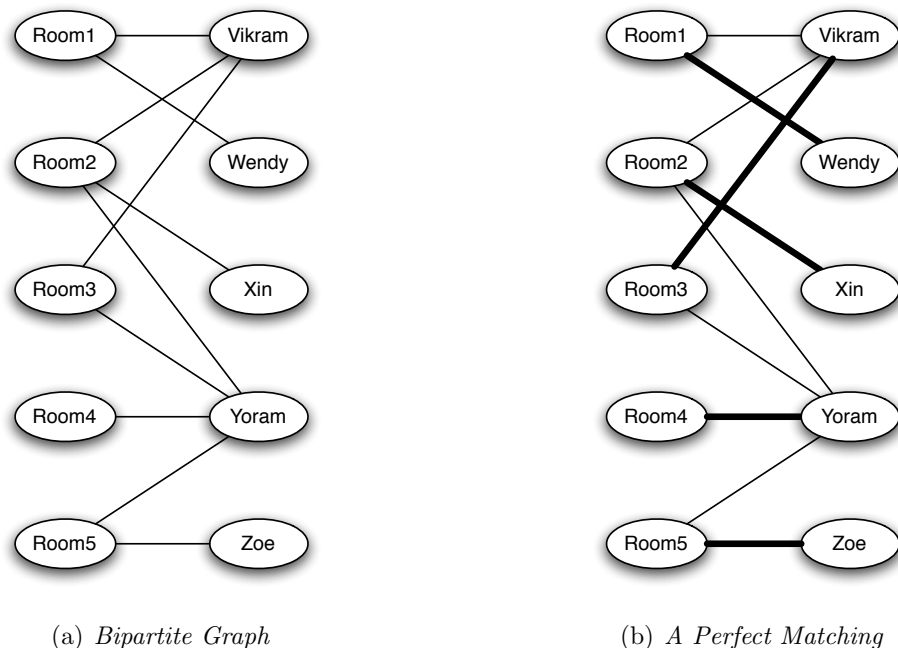 Room1 Vikram Room1 Vikram
Room2 Wendy Room2 Wendy
Room3 Xin Room3 Xin
Room4 Yoram Room4 Yoram
Room5 Zoe Room5 Zoe
(a) Bipartite Graph (b) A Perfect Matching